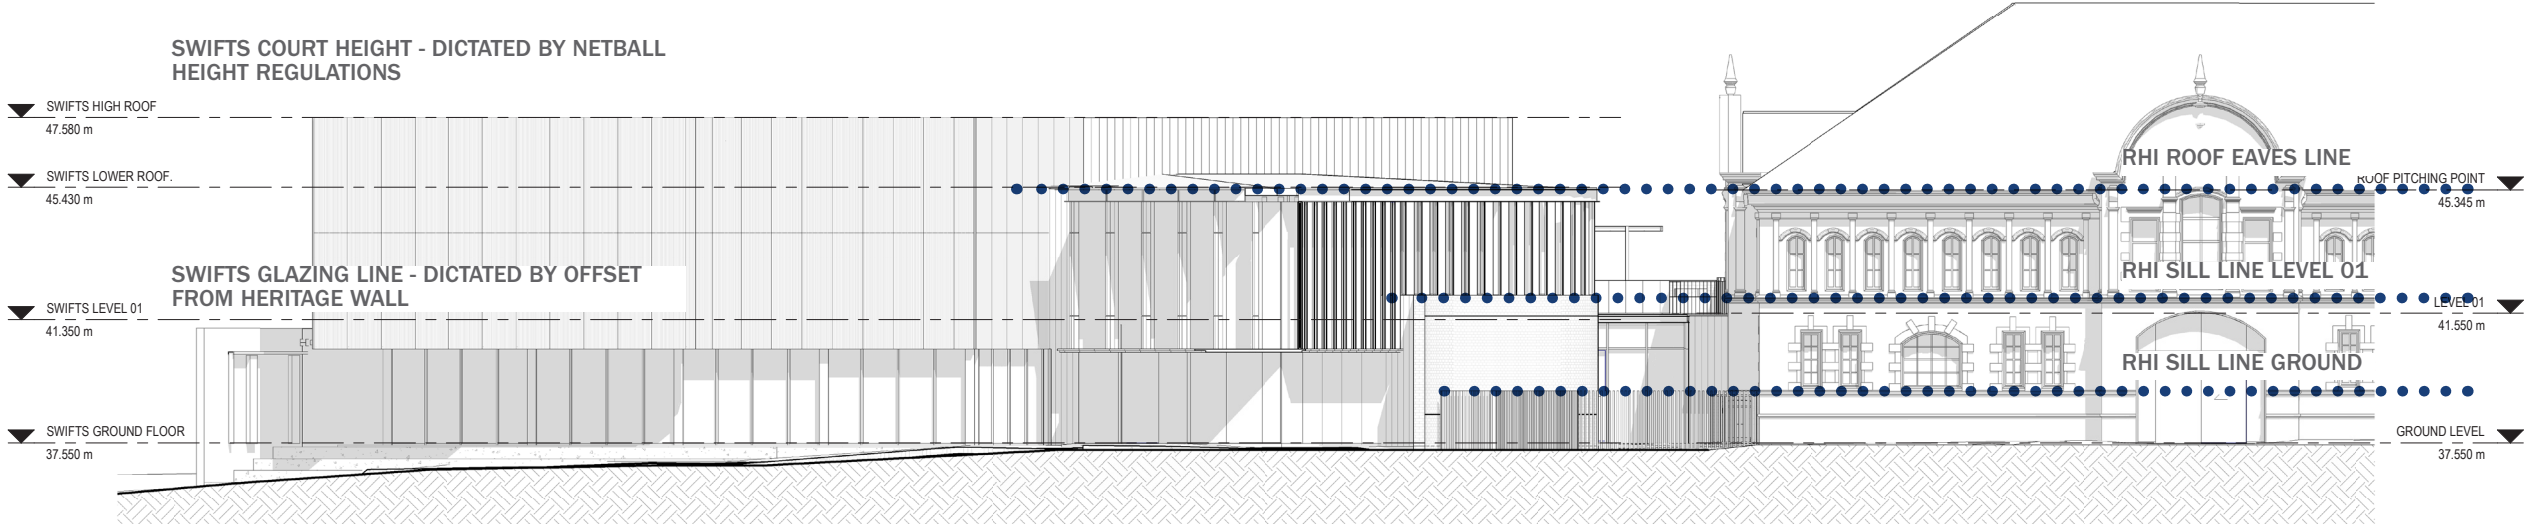 SWIFTS COURT HEIGHT - DICTATED BY NETBALL
HEIGHT REGULATIONS
SWIFTS HIGH ROOF
47.580 m
SWIFTS LOWER ROOF.
45.430 m
SWIFTS GLAZING LINE - DICTATED BY OFFSET
FROM HERITAGE WALL
SWIFTS LEVEL 01
41.350 m
SWIFTS GROUND FLOOR
37.550 m
RHI ROOF EAVES LINE
ROOF PITCHING POINT
45.345 m
RHI SILL LINE LEVEL 01
LEVEL 01
41.550 m
RHI SILL LINE GROUND
GROUND LEVEL
37.550 m